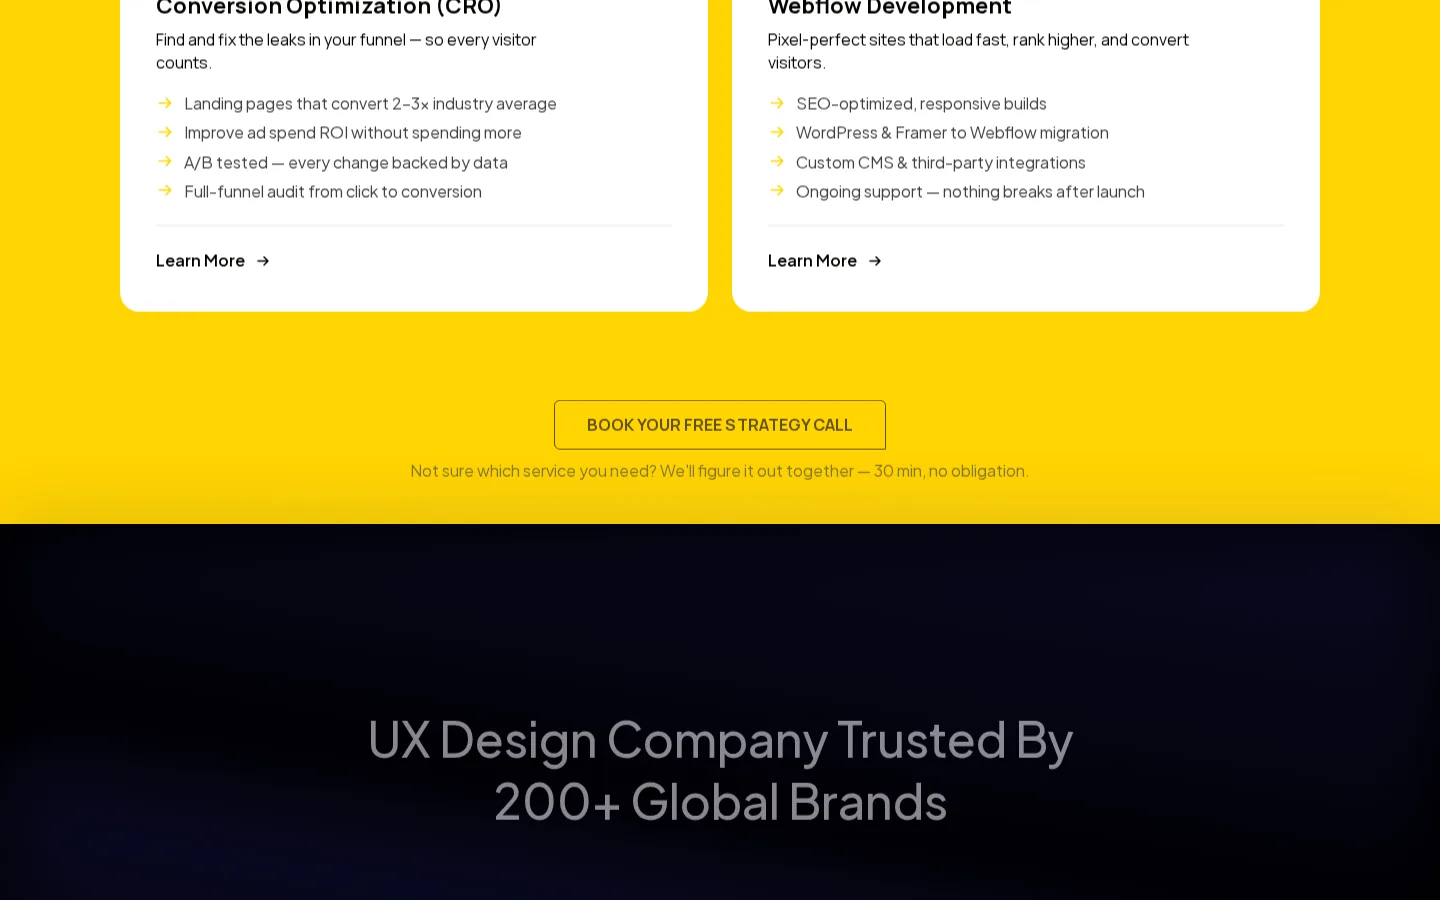 Conversion Optimization (CRO)
Find and fix the leaks in your funnel — so every visitor
counts.
→ Landing pages that convert 2–3× industry average
→ Improve ad spend ROI without spending more
→ A/B tested — every change backed by data
→ Full-funnel audit from click to conversion
Learn More →
Webflow Development
Pixel-perfect sites that load fast, rank higher, and convert
visitors.
→ SEO-optimized, responsive builds
→ WordPress & Framer to Webflow migration
→ Custom CMS & third-party integrations
→ Ongoing support — nothing breaks after launch
Learn More →
BOOK YOUR FREE STRATEGY CALL
Not sure which service you need? We'll figure it out together — 30 min, no obligation.
UX Design Company Trusted By
200+ Global Brands